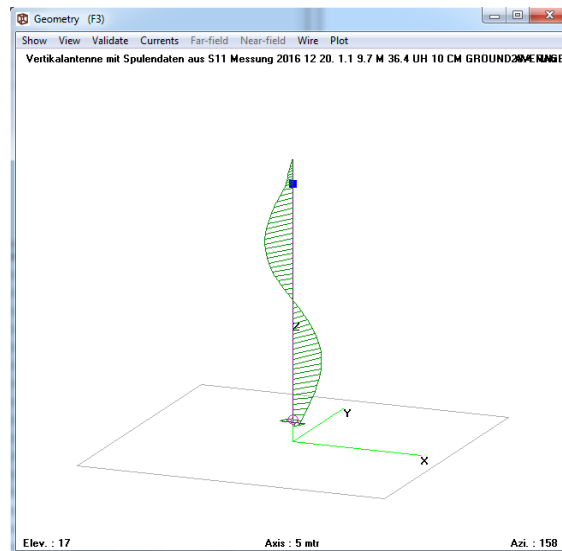 Geometry (F3)
Show View Validate Currents Far-field Near-field Wire Plot
Vertikalantenne mit Spulendaten aus S11 Messung 2016 12 20. 1.1 9.7 M 36.4 UH 10 CM GROUND
Z
Y
X
Elev. : 17 Axis : 5 mtr Azi. : 158